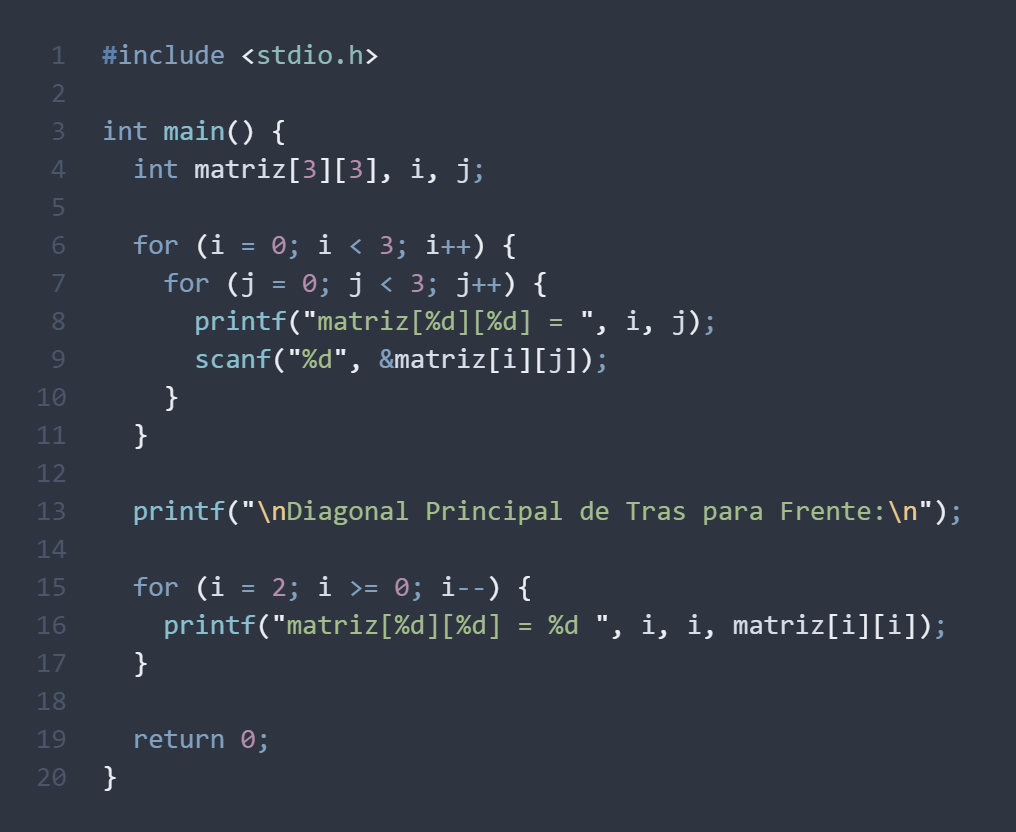 1 #include <stdio.h>
2
3 int main() {
4   int matriz[3][3], i, j;
5
6   for (i = 0; i < 3; i++) {
7     for (j = 0; j < 3; j++) {
8       printf("matriz[%d][%d] = ", i, j);
9       scanf("%d", &matriz[i][j]);
10     }
11   }
12
13   printf("\nDiagonal Principal de Tras para Frente:\n");
14
15   for (i = 2; i >= 0; i--) {
16     printf("matriz[%d][%d] = %d ", i, i, matriz[i][i]);
17   }
18
19   return 0;
20 }